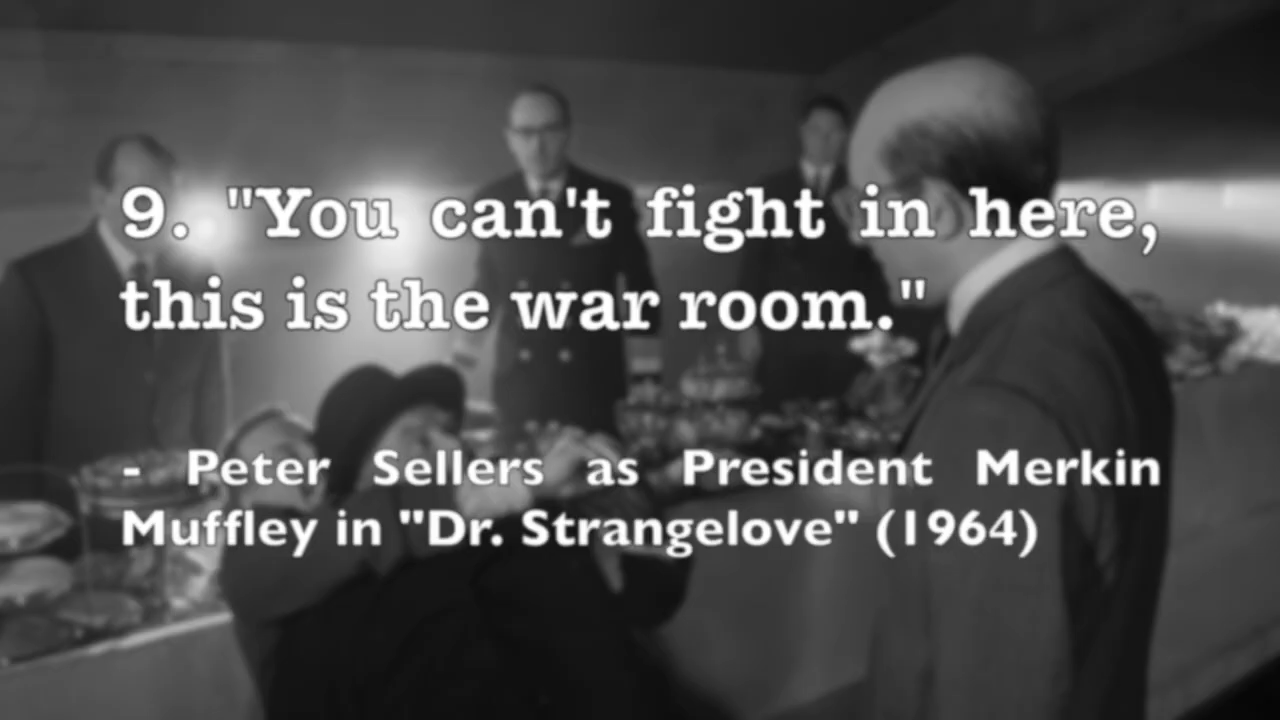 9. "You can't fight in here,
this is the war room."
- Peter Sellers as President Merkin
Muffley in "Dr. Strangelove" (1964)